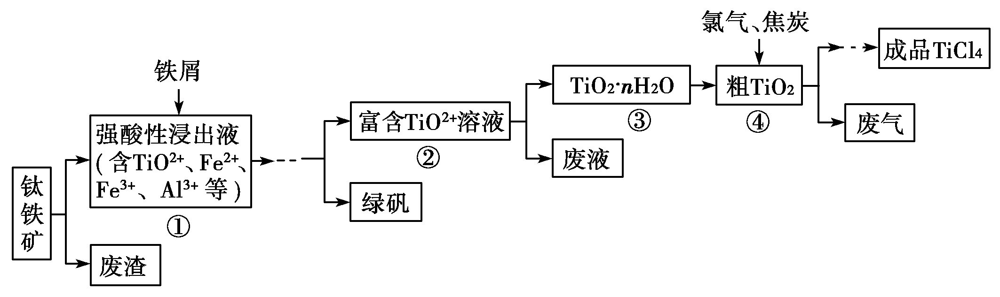 钛铁矿
铁屑
强酸性浸出液
(含TiO²⁺、Fe²⁺、
Fe³⁺、Al³⁺等)
①
废渣
富含TiO²⁺溶液
②
绿矾
TiO₂·nH₂O
③
废液
氯气、焦炭
粗TiO₂
④
成品TiCl₄
废气